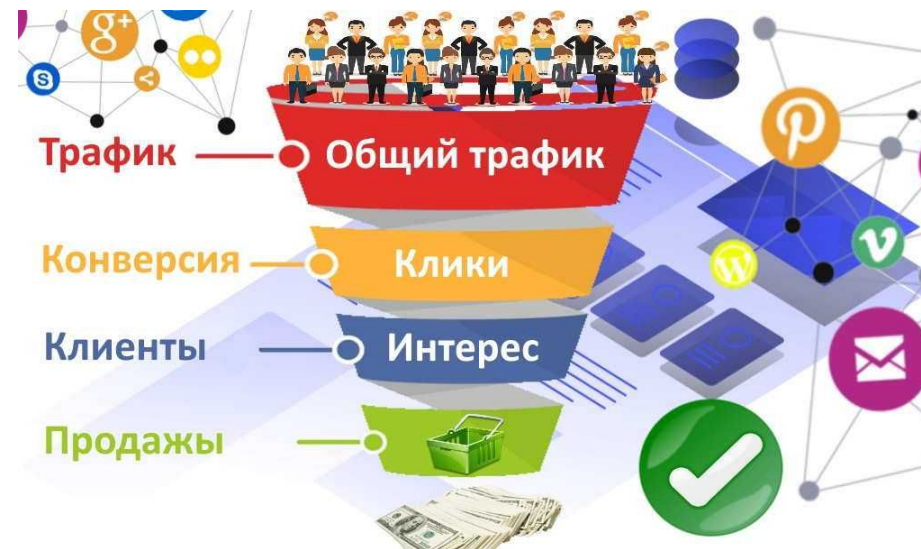 Трафик
Общий трафик
Конверсия
Клики
Клиенты
Интерес
Продажы